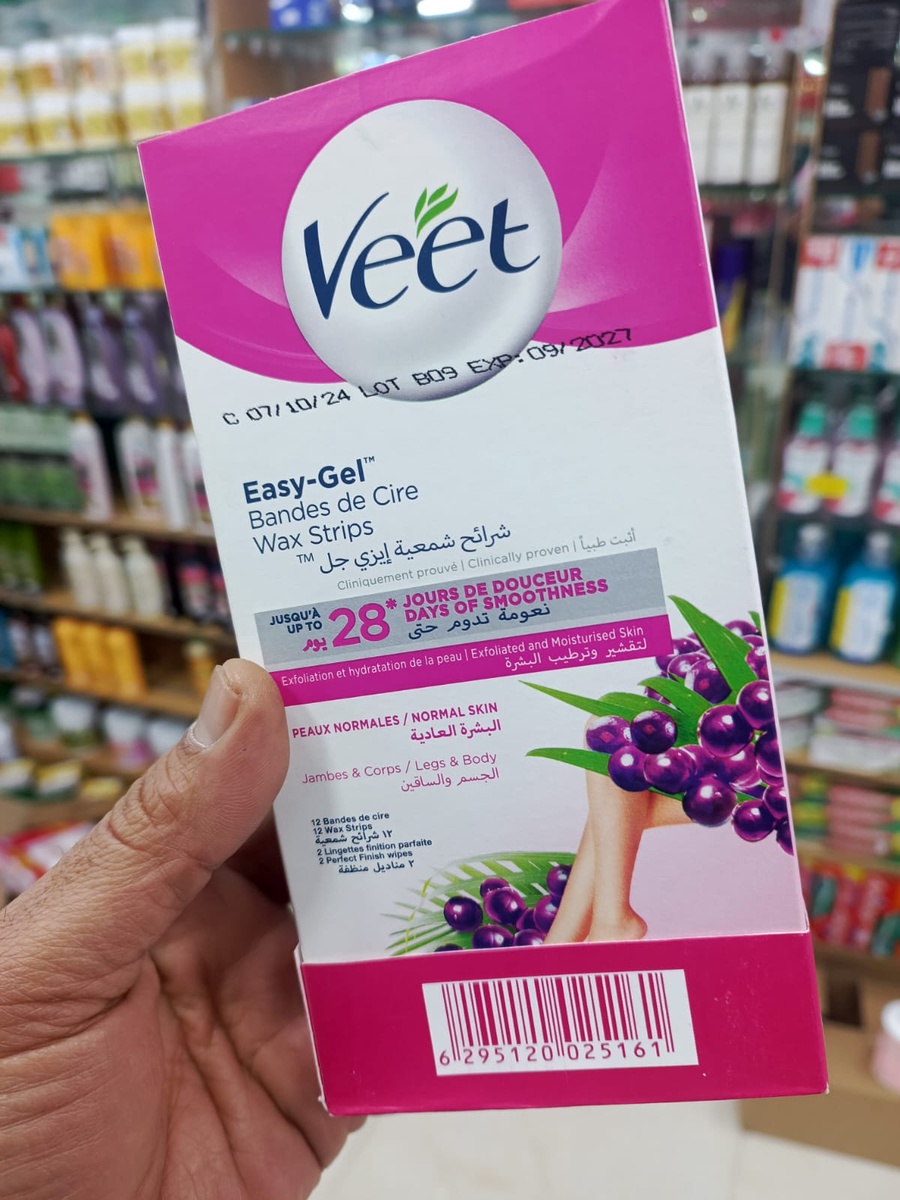 Veet
C 07/10/24 LOT B09 EXP: 09/2027
Easy-Gel™
Bandes de Cire
Wax Strips
شرائح شمعية إيزي جل ™
Cliniquement prouvé | Clinically proven | أثبت طبياً
JUSQU'À
UP TO
يوم
28*
JOURS DE DOUCEUR
DAYS OF SMOOTHNESS
نعومة تدوم حتى
Exfoliation et hydratation de la peau | Exfoliated and Moisturised Skin
لتقشير وترطيب البشرة
PEAUX NORMALES / NORMAL SKIN
البشرة العادية
Jambes & Corps / Legs & Body
الجسم والساقين
12 Bandes de cire
12 Wax Strips
١٢ شرائح شمعية
2 Lingettes finition parfaite
2 Perfect Finish wipes
٢ مناديل منظفة
6 295120 025161